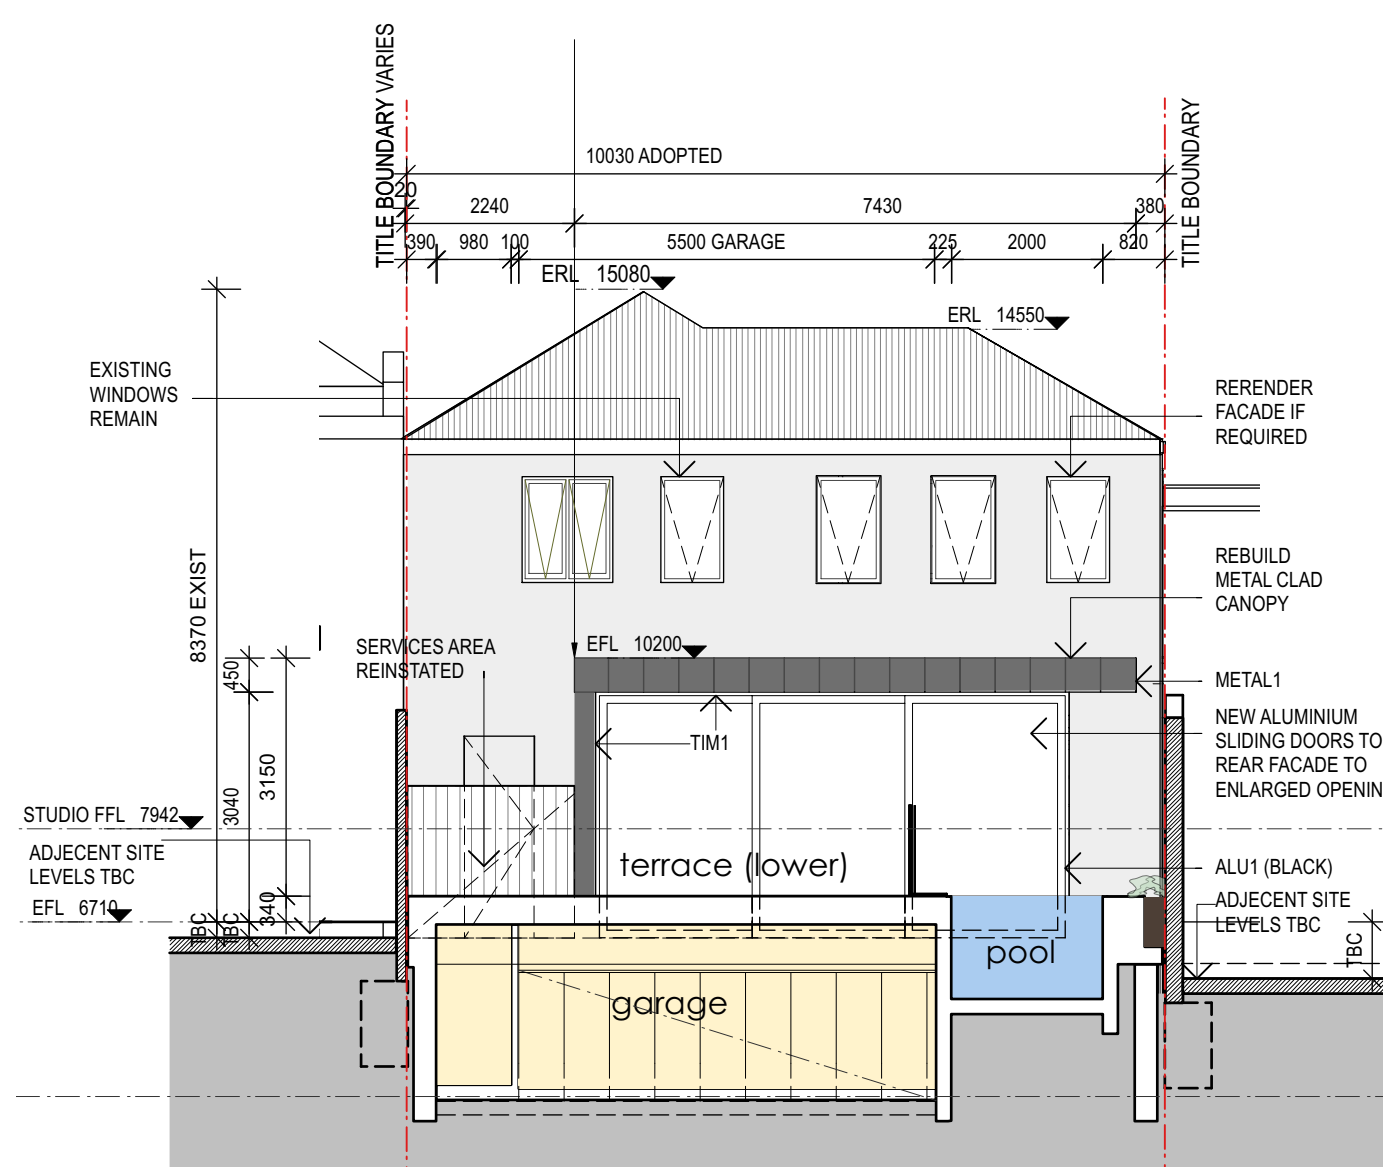 TITLE BOUNDARY VARIES
TITLE BOUNDARY
10030 ADOPTED
20
2240
7430
380
390
980
100
5500 GARAGE
225
2000
820
ERL 15080
ERL 14550
EXISTING
WINDOWS
REMAIN
RERENDER
FACADE IF
REQUIRED
8370 EXIST
REBUILD
METAL CLAD
CANOPY
SERVICES AREA
REINSTATED
EFL 10200
450
METAL1
3150
3040
TIM1
NEW ALUMINIUM
SLIDING DOORS TO
REAR FACADE TO
ENLARGED OPENIN
STUDIO FFL 7942
ADJECENT SITE
LEVELS TBC
terrace (lower)
ALU1 (BLACK)
EFL 6710
340
TBC
TBC
ADJECENT SITE
LEVELS TBC
TBC
pool
garage